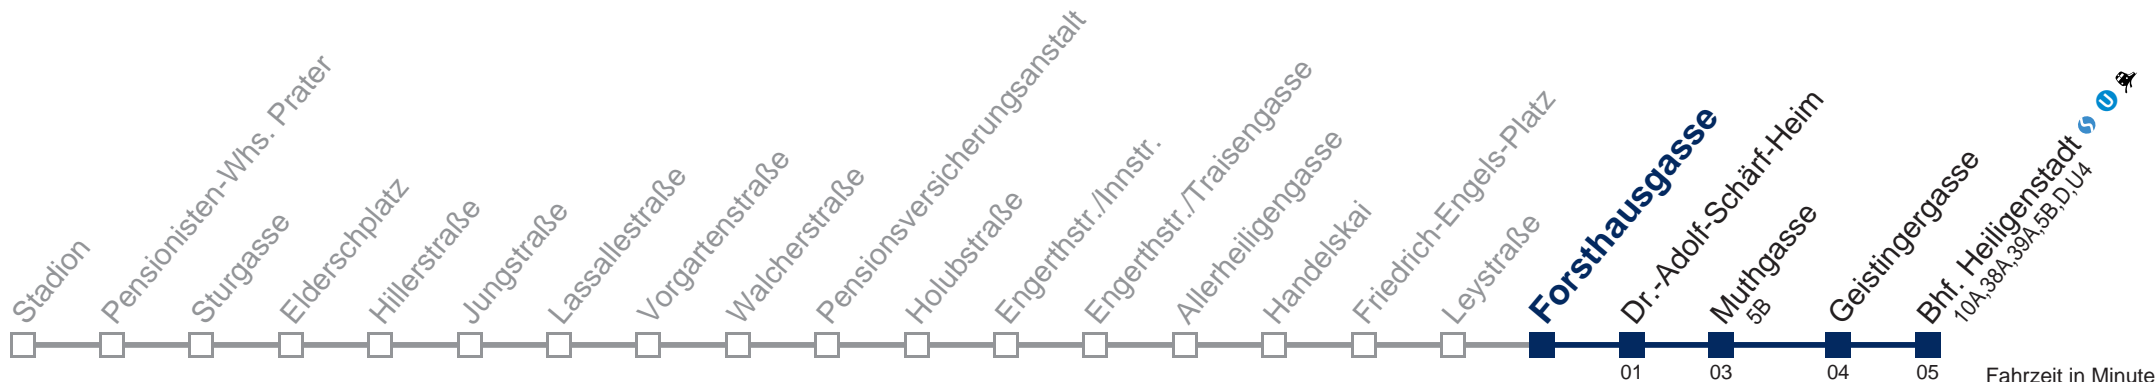 Stadion
Pensionisten-Whs. Prater
Sturgasse
Elderschplatz
Hillerstraße
Jungstraße
Lassallestraße
Vorgartenstraße
Walcherstraße
Pensionsversicherungsanstalt
Holubstraße
Engerthstr./Innstr.
Engerthstr./Traisengasse
Allerheiligengasse
Handelskai
Friedrich-Engels-Platz
Leystraße
Forsthausgasse
Dr.-Adolf-Schärf-Heim
Muthgasse
5B
Geistingergasse
Bhf. Heiligenstadt S U
10A,38A,39A,5B,D,U4
01 03 04 05
Fahrzeit in Minute